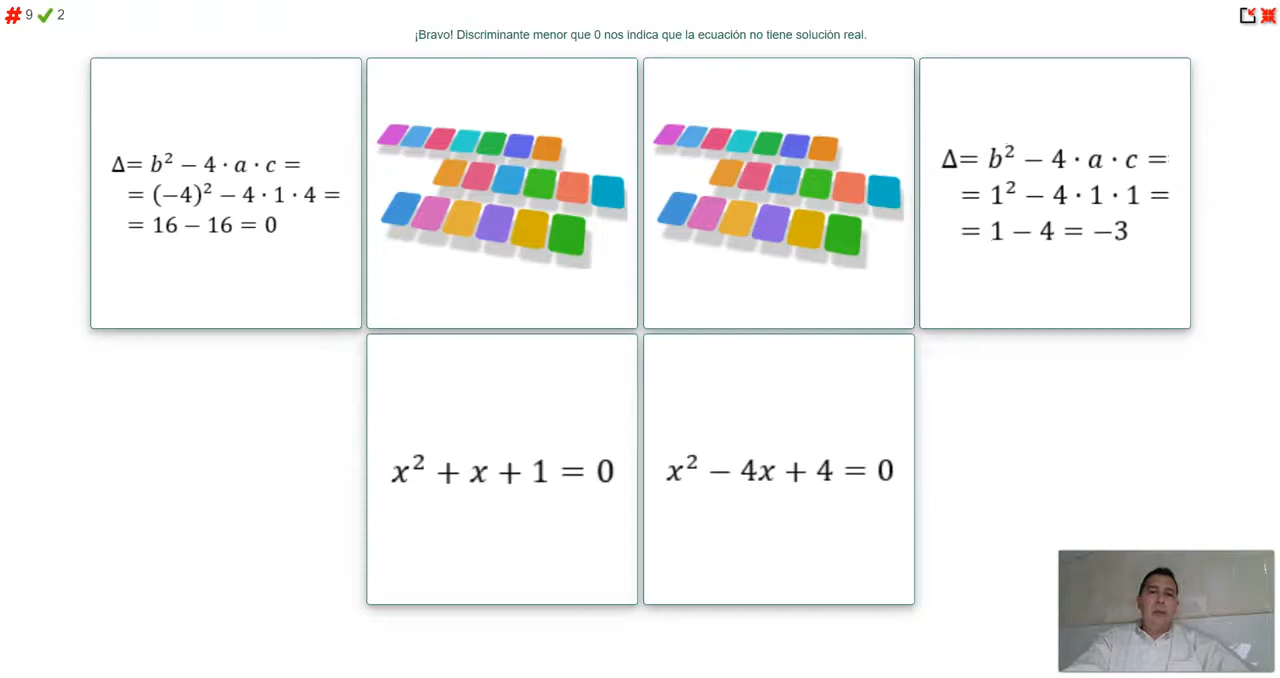 # 9 ✓ 2
¡Bravo! Discriminante menor que 0 nos indica que la ecuación no tiene solución real.
Δ= b² − 4 · a · c =
= (−4)² − 4 · 1 · 4 =
= 16 − 16 = 0
Δ= b² − 4 · a · c =
= 1² − 4 · 1 · 1 =
= 1 − 4 = −3
x² + x + 1 = 0
x² − 4x + 4 = 0